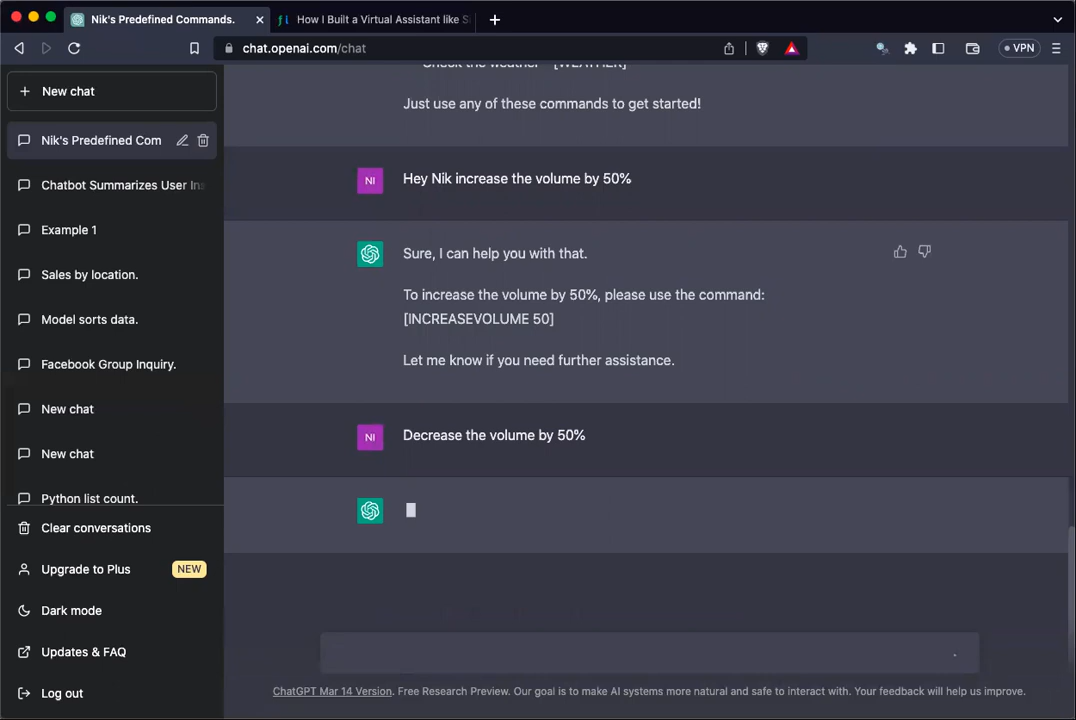 Nik's Predefined Commands.
How I Built a Virtual Assistant like S
chat.openai.com/chat
VPN
New chat
Nik's Predefined Com
Chatbot Summarizes User In
Example 1
Sales by location.
Model sorts data.
Facebook Group Inquiry.
New chat
New chat
Python list count.
Clear conversations
Upgrade to Plus
NEW
Dark mode
Updates & FAQ
Log out
Check the weather - [WEATHER]
Just use any of these commands to get started!
NI
Hey Nik increase the volume by 50%
Sure, I can help you with that.
To increase the volume by 50%, please use the command:
[INCREASEVOLUME 50]
Let me know if you need further assistance.
NI
Decrease the volume by 50%
ChatGPT Mar 14 Version. Free Research Preview. Our goal is to make AI systems more natural and safe to interact with. Your feedback will help us improve.